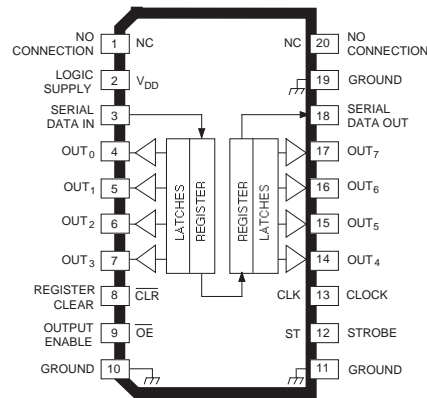 NO CONNECTION 1 NC NC 20 NO CONNECTION
LOGIC SUPPLY 2 VDD 19 GROUND
SERIAL DATA IN 3 18 SERIAL DATA OUT
OUT0 4 17 OUT7
OUT1 5 16 OUT6
OUT2 6 15 OUT5
OUT3 7 14 OUT4
LATCHES
REGISTER
REGISTER
LATCHES
REGISTER CLEAR 8 CLR CLK 13 CLOCK
OUTPUT ENABLE 9 OE ST 12 STROBE
GROUND 10 11 GROUND